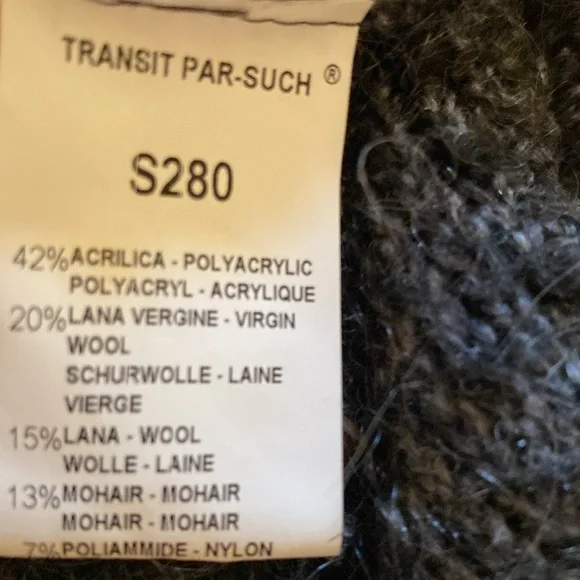 TRANSIT PAR-SUCH ®
S280
42% ACRILICA - POLYACRYLIC
POLYACRYL - ACRYLIQUE
20% LANA VERGINE - VIRGIN
WOOL
SCHURWOLLE - LAINE
VIERGE
15% LANA - WOOL
WOLLE - LAINE
13% MOHAIR - MOHAIR
MOHAIR - MOHAIR
7% POLIAMMIDE - NYLON